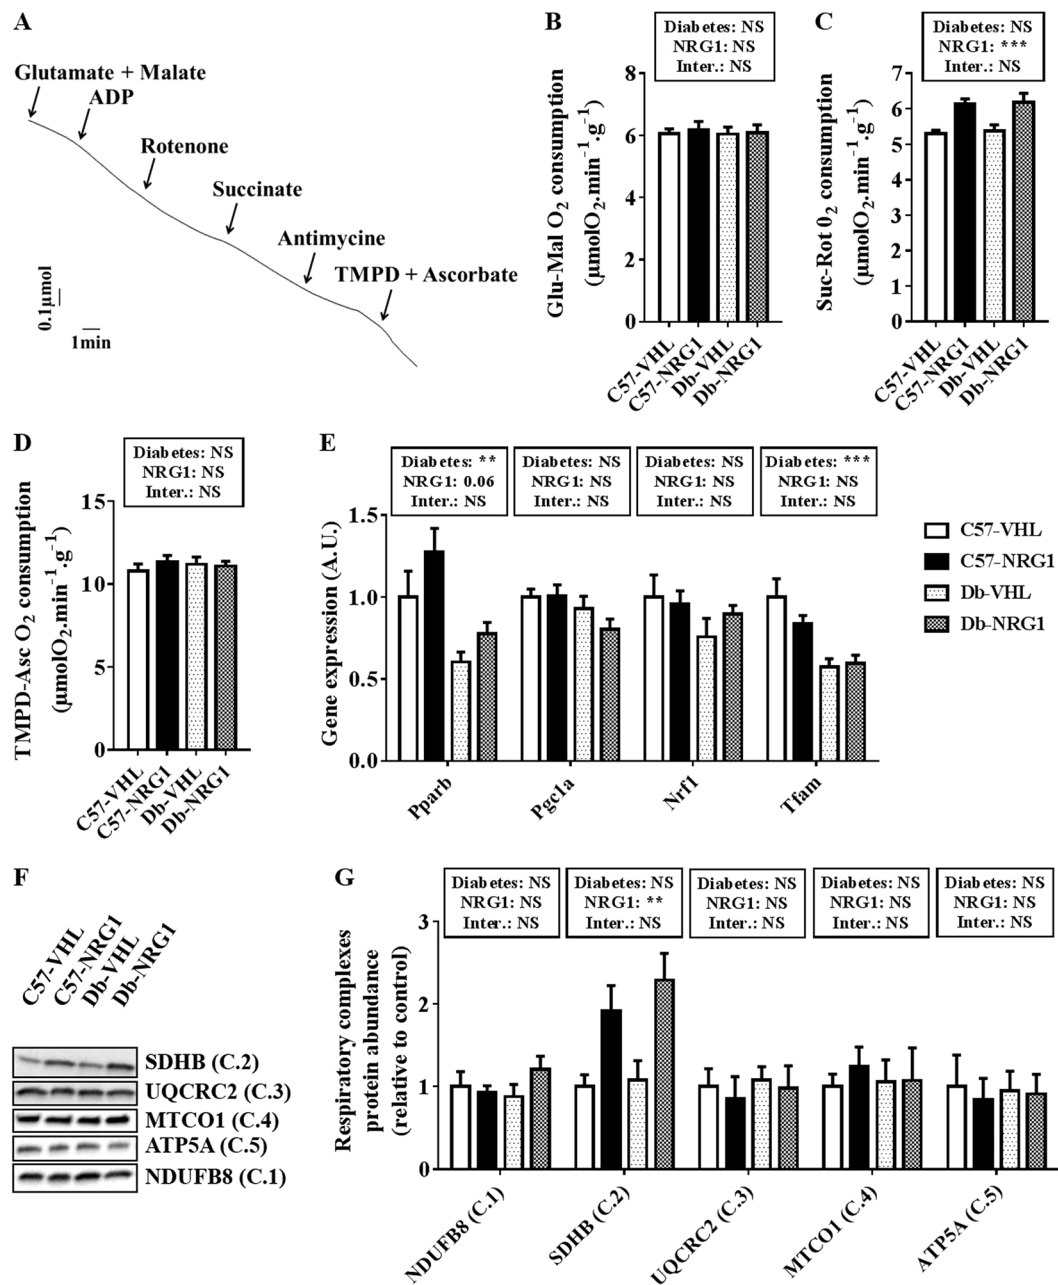 A
Glutamate + Malate
ADP
Rotenone
Succinate
Antimycine
TMPD + Ascorbate
0.1µmol
1min
B
Diabetes: NS
NRG1: NS
Inter.: NS
Glu-Mal O₂ consumption
(µmolO₂.min⁻¹.g⁻¹)
8
6
4
2
0
C57-VHL
C57-NRG1
Db-VHL
Db-NRG1
C
Diabetes: NS
NRG1: ***
Inter.: NS
Suc-Rot 0₂ consumption
(µmolO₂.min⁻¹.g⁻¹)
7
6
5
4
3
2
1
0
C57-VHL
C57-NRG1
Db-VHL
Db-NRG1
D
Diabetes: NS
NRG1: NS
Inter.: NS
TMPD-Asc O₂ consumption
(µmolO₂.min⁻¹.g⁻¹)
15
10
5
0
C57-VHL
C57-NRG1
Db-VHL
Db-NRG1
E
Diabetes: **
NRG1: 0.06
Inter.: NS
Diabetes: NS
NRG1: NS
Inter.: NS
Diabetes: NS
NRG1: NS
Inter.: NS
Diabetes: ***
NRG1: NS
Inter.: NS
Gene expression (A.U.)
1.5
1.0
0.5
0.0
Pparb
Pgc1a
Nrf1
Tfam
C57-VHL
C57-NRG1
Db-VHL
Db-NRG1
F
C57-VHL
C57-NRG1
Db-VHL
Db-NRG1
SDHB (C.2)
UQCRC2 (C.3)
MTCO1 (C.4)
ATP5A (C.5)
NDUFB8 (C.1)
G
Diabetes: NS
NRG1: NS
Inter.: NS
Diabetes: NS
NRG1: **
Inter.: NS
Diabetes: NS
NRG1: NS
Inter.: NS
Diabetes: NS
NRG1: NS
Inter.: NS
Diabetes: NS
NRG1: NS
Inter.: NS
Respiratory complexes
protein abundance
(relative to control)
3
2
1
0
NDUFB8 (C.1)
SDHB (C.2)
UQCRC2 (C.3)
MTCO1 (C.4)
ATP5A (C.5)